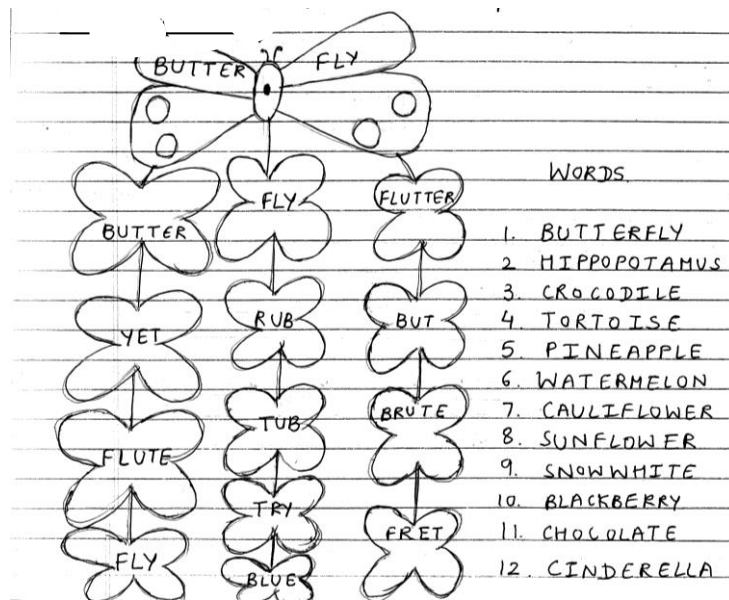 BUTTER FLY
BUTTER FLY FLUTTER
YET RUB BUT
FLUTE TUB BRUTE
FLY TRY FRET
BLUE
WORDS.
1. BUTTERFLY
2 HIPPOPOTAMUS
3. CROCODILE
4. TORTOISE
5. PINEAPPLE
6. WATERMELON
7. CAULIFLOWER
8. SUNFLOWER
9. SNOWWHITE
10. BLACKBERRY
11. CHOCOLATE
12. CINDERELLA